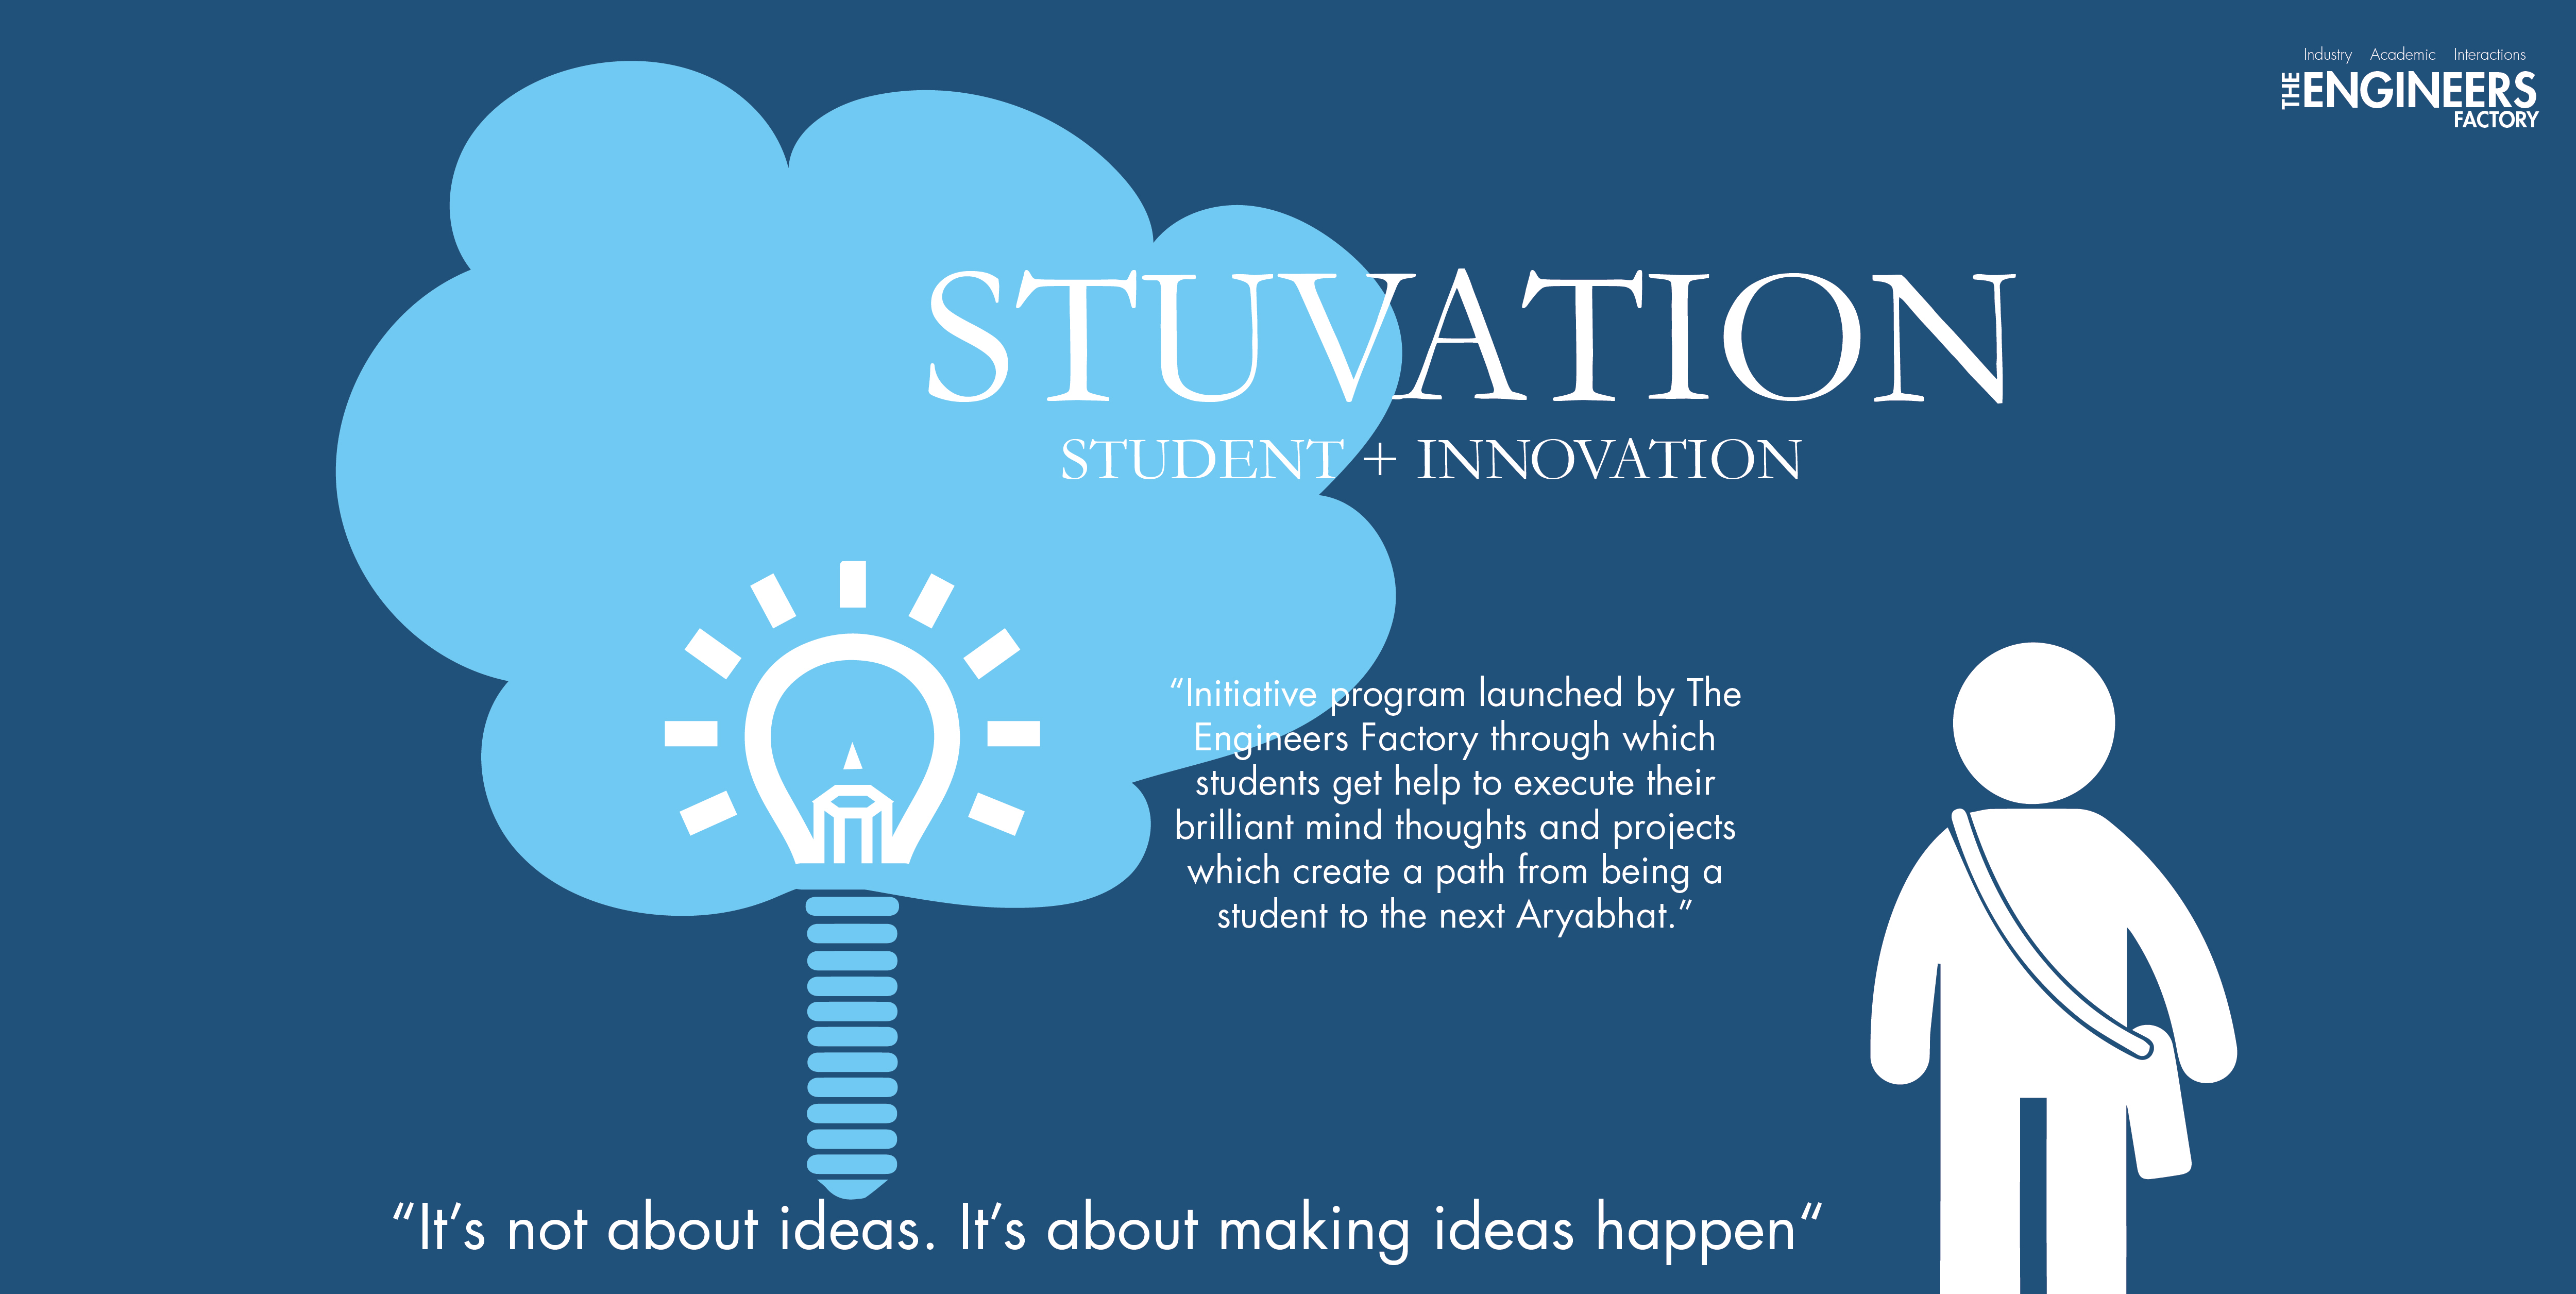 Industry Academic Interactions
THE ENGINEERS
FACTORY
STUVATION
STUDENT + INNOVATION
“Initiative program launched by The
Engineers Factory through which
students get help to execute their
brilliant mind thoughts and projects
which create a path from being a
student to the next Aryabhat.”
“It’s not about ideas. It’s about making ideas happen“